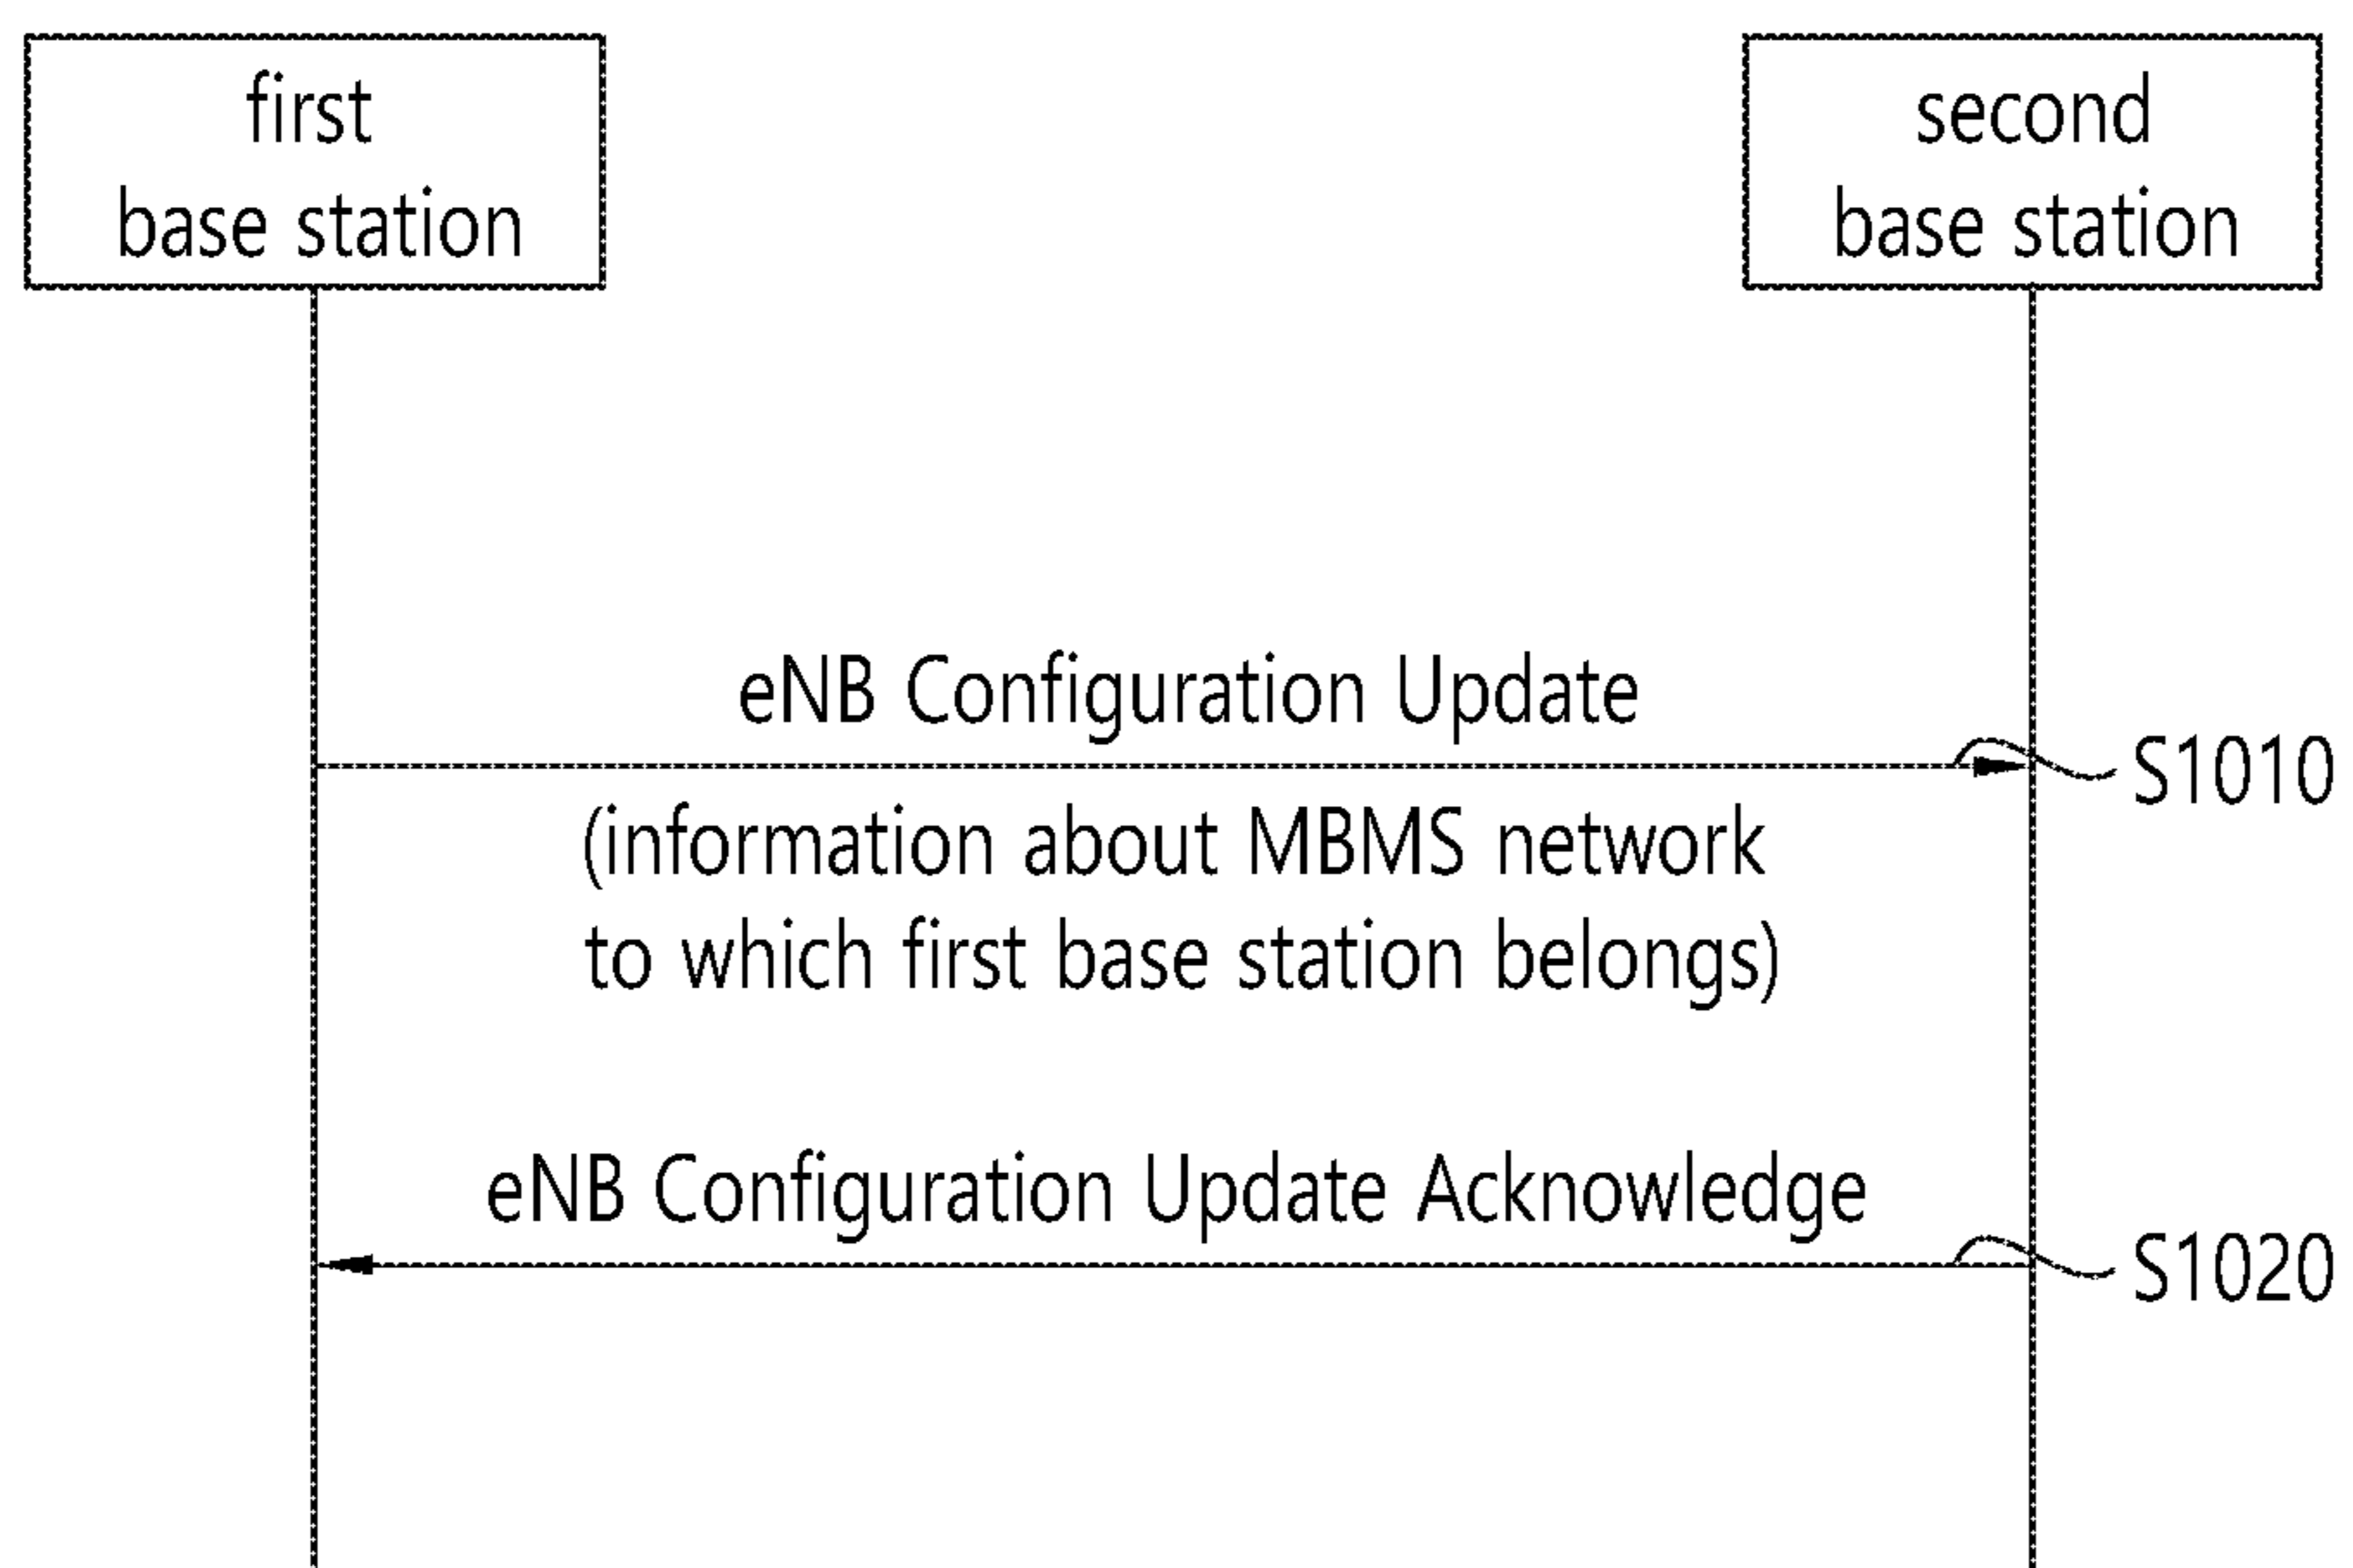 first
base station
second
base station
eNB Configuration Update
S1010
(information about MBMS network
to which first base station belongs)
eNB Configuration Update Acknowledge
S1020